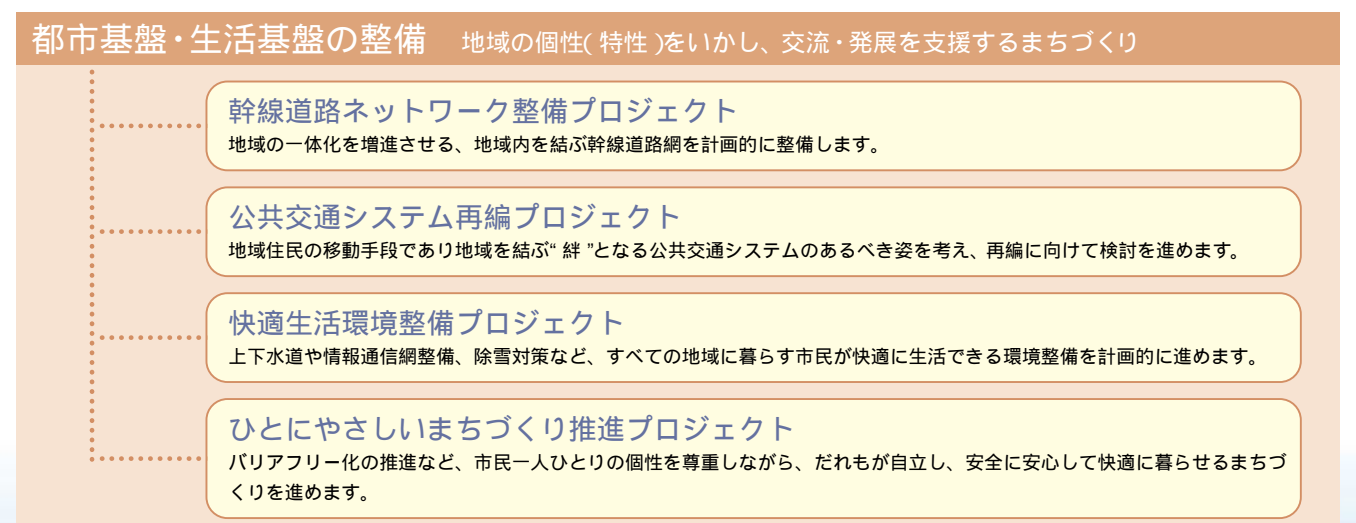 都市基盤・生活基盤の整備 地域の個性(特性)をいかし、交流・発展を支援するまちづくり
幹線道路ネットワーク整備プロジェクト
地域の一体化を増進させる、地域内を結ぶ幹線道路網を計画的に整備します。
公共交通システム再編プロジェクト
地域住民の移動手段であり地域を結ぶ“絆”となる公共交通システムのあるべき姿を考え、再編に向けて検討を進めます。
快適生活環境整備プロジェクト
上下水道や情報通信網整備、除雪対策など、すべての地域に暮らす市民が快適に生活できる環境整備を計画的に進めます。
ひとにやさしいまちづくり推進プロジェクト
バリアフリー化の推進など、市民一人ひとりの個性を尊重しながら、だれもが自立し、安全に安心して快適に暮らせるまちづ
くりを進めます。